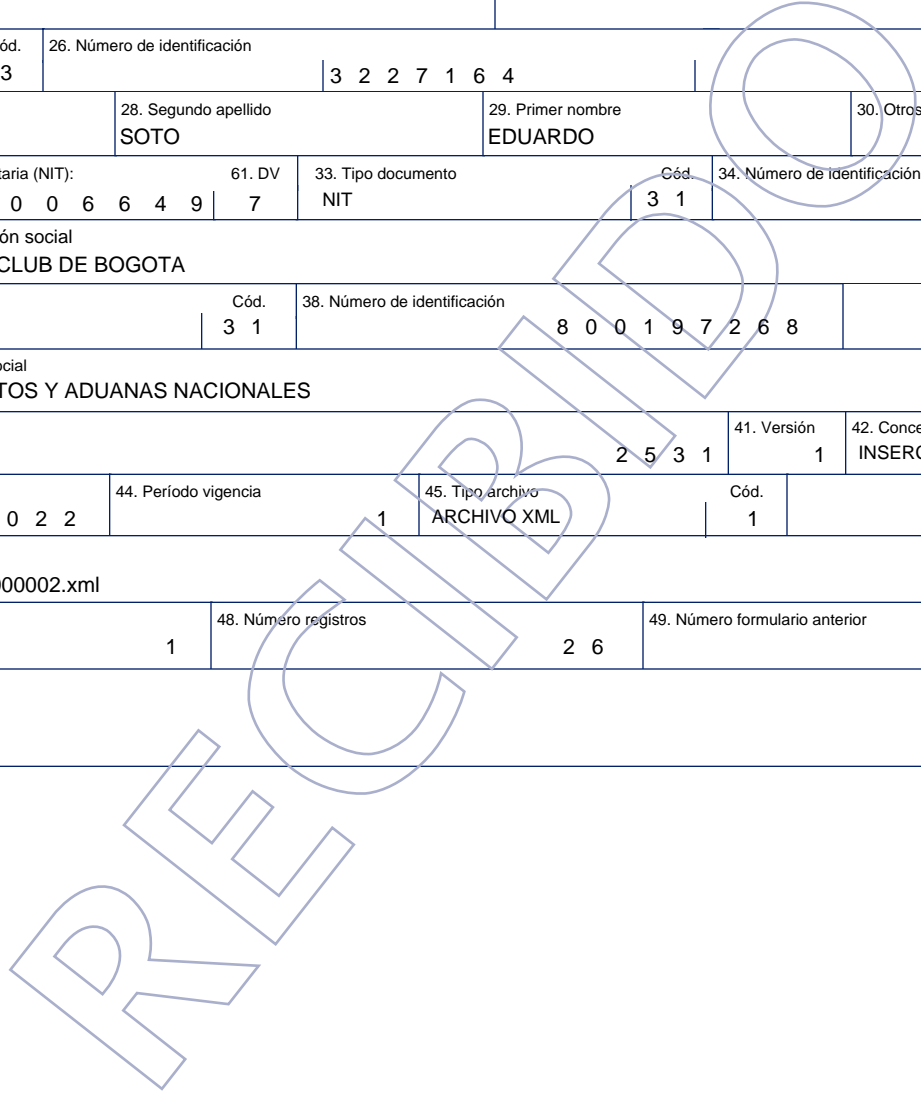 ód. 26. Número de identificación
3 3 2 2 7 1 6 4
28. Segundo apellido 29. Primer nombre 30. Otros
SOTO EDUARDO
taria (NIT): 61. DV 33. Tipo documento Cód. 34. Número de identificación
0 0 6 6 4 9 7 NIT 3 1
ón social
CLUB DE BOGOTA
Cód. 38. Número de identificación
3 1 8 0 0 1 9 7 2 6 8
ocial
TOS Y ADUANAS NACIONALES
41. Versión 42. Conce
2 5 3 1 1 INSERC
44. Período vigencia 45. Tipo archivo Cód.
0 2 2 1 ARCHIVO XML 1
000002.xml
48. Número registros 49. Número formulario anterior
1 2 6
RECIBIDO